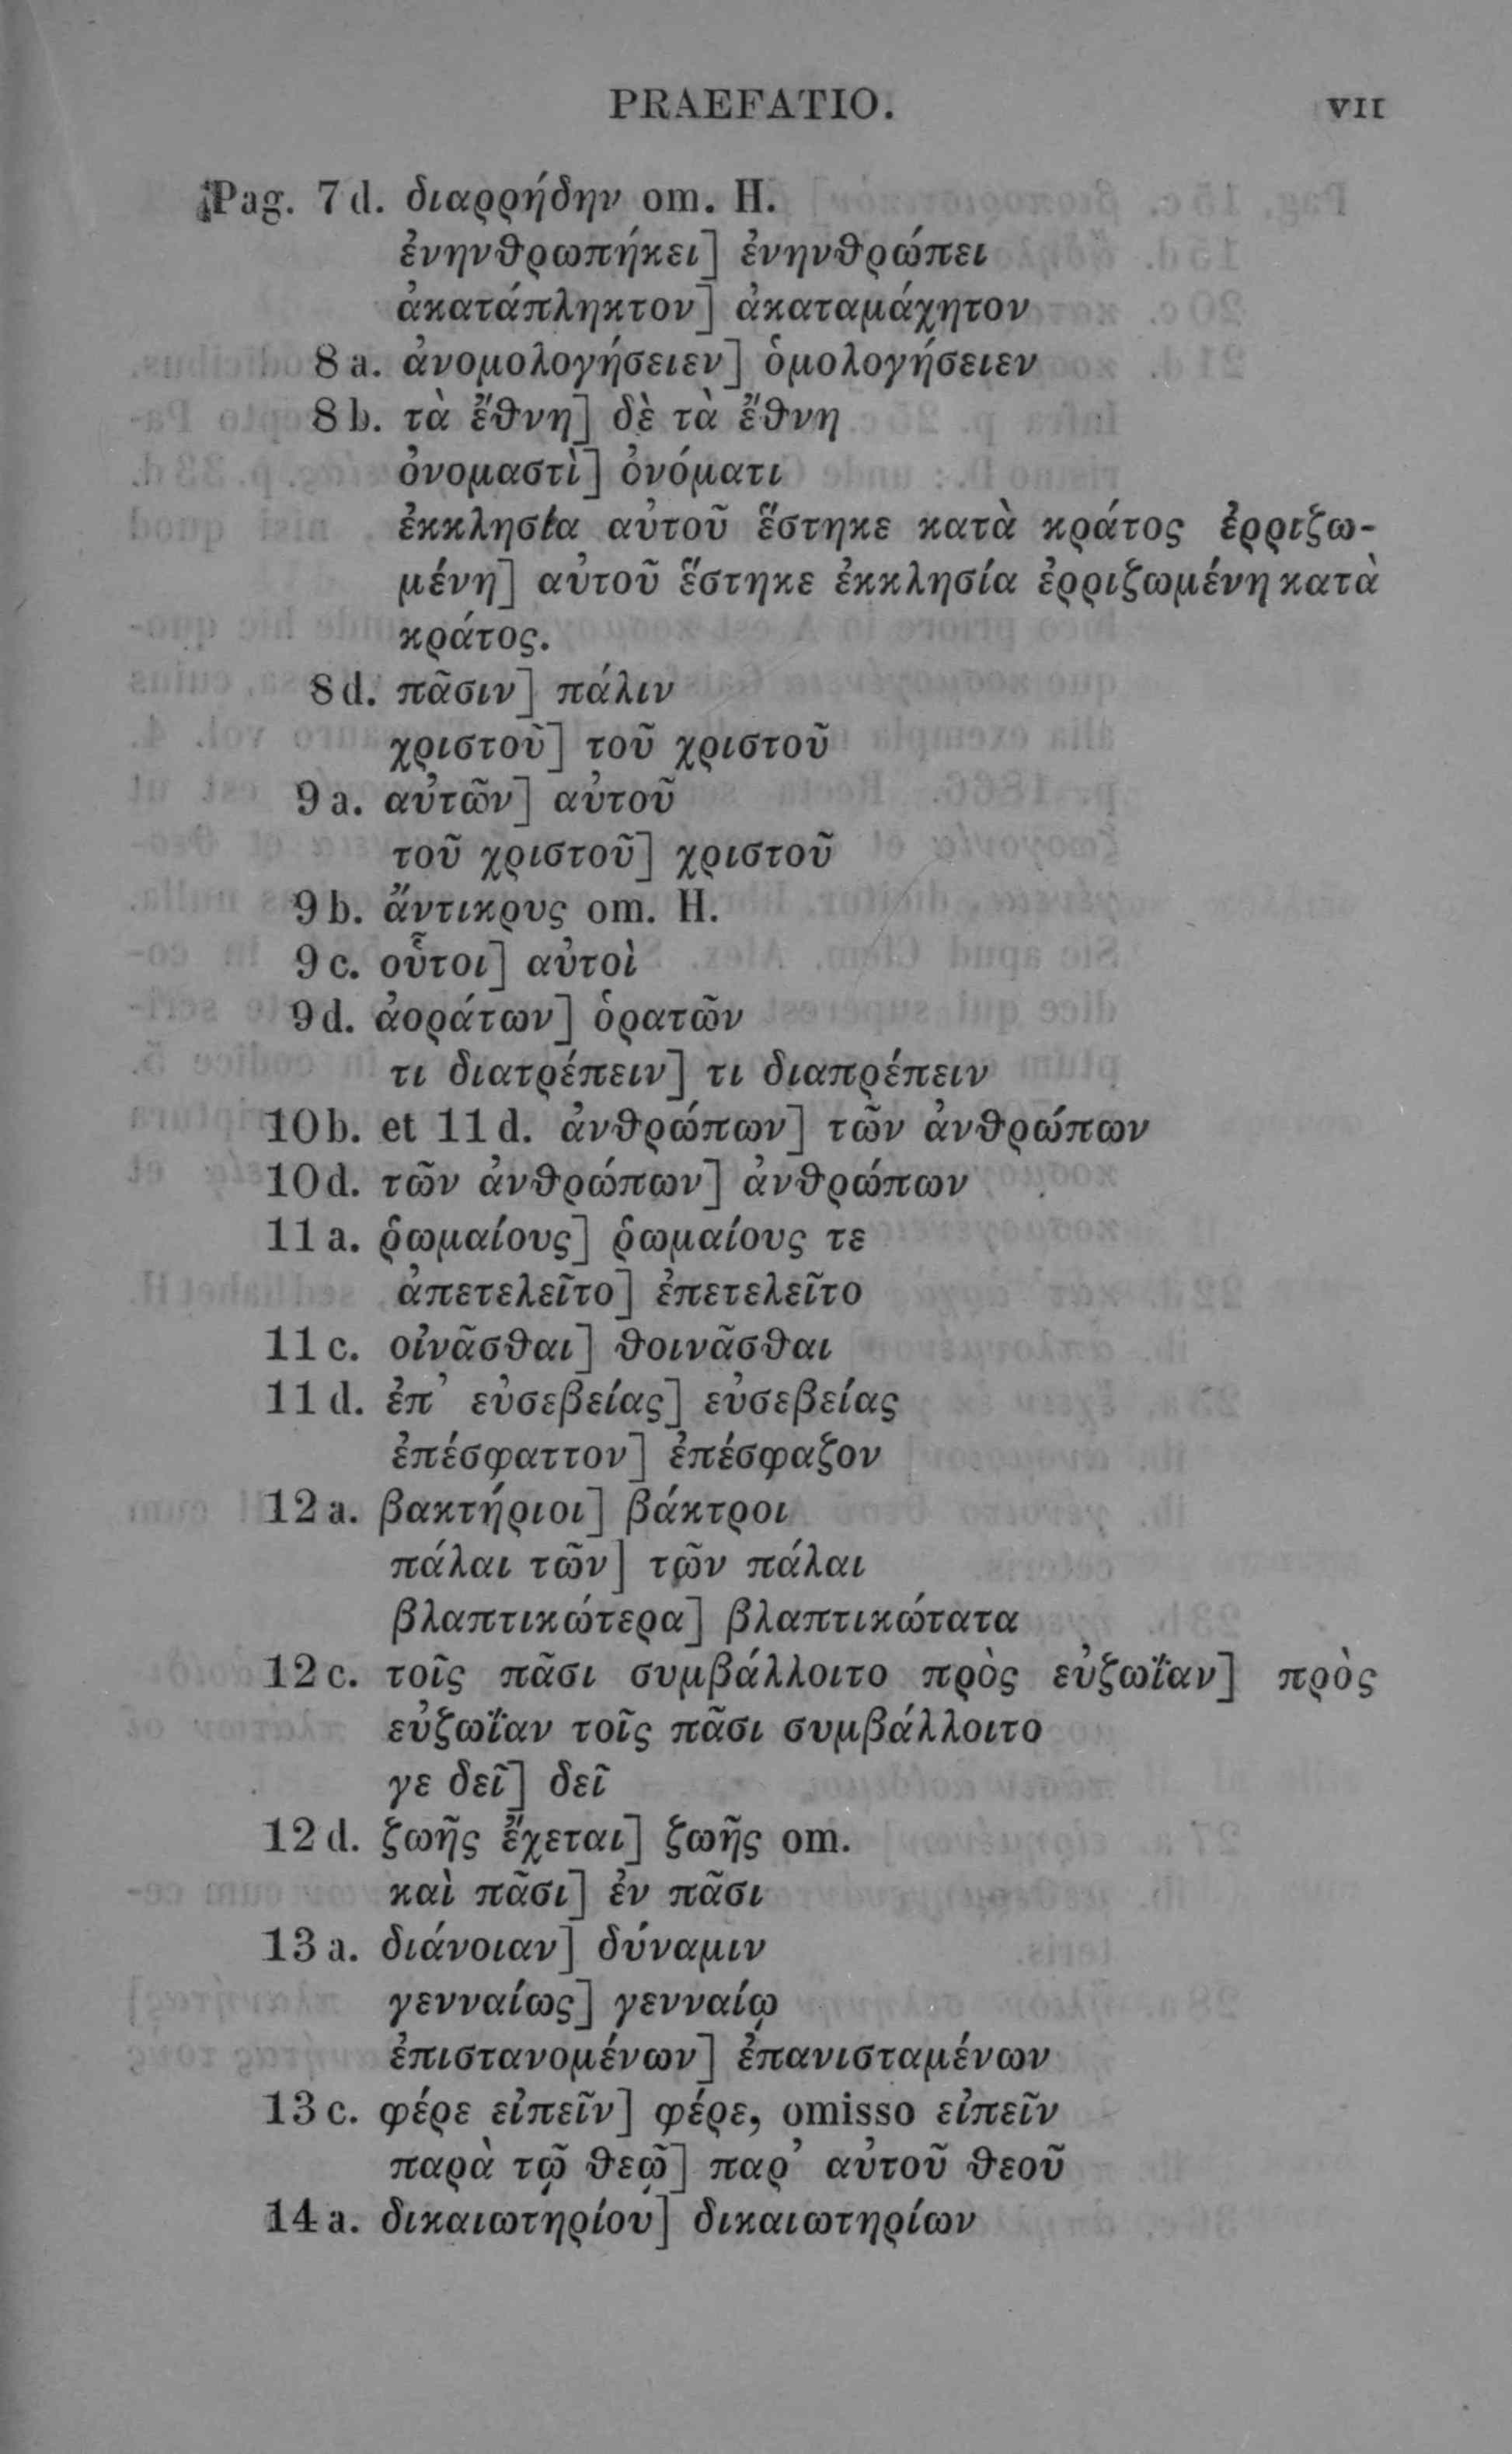 PRAEFATIO. VII
Pag. 7 d. διαρρήδην om. H.
ἐνηνθρωπήκει] ἐνηνθρώπει
ἀκατάπληκτον] ἀκαταμάχητον
8 a. ἀνομολογήσειεν] ὁμολογήσειεν
8 b. τὰ ἔθνη] δὲ τὰ ἔθνη
ὀνομαστὶ] ὀνόματι
ἐκκλησία αὐτοῦ ἕστηκε κατὰ κράτος ἐρριζω-
μένη] αὐτοῦ ἕστηκε ἐκκλησία ἐρριζωμένη κατὰ
κράτος.
8 d. πᾶσιν] πάλιν
χριστοῦ] τοῦ χριστοῦ
9 a. αὐτῶν] αὐτοῦ
τοῦ χριστοῦ] χριστοῦ
9 b. ἄντικρυς om. H.
9 c. οὗτοι] αὐτοὶ
9 d. ἀοράτων] ὁρατῶν
τι διατρέπειν] τι διαπρέπειν
10 b. et 11 d. ἀνθρώπων] τῶν ἀνθρώπων
10 d. τῶν ἀνθρώπων] ἀνθρώπων
11 a. ῥωμαίους] ῥωμαίους τε
ἀπετελεῖτο] ἐπετελεῖτο
11 c. οἰνᾶσθαι] θοινᾶσθαι
11 d. ἐπ᾽ εὐσεβείας] εὐσεβείας
ἐπέσφαττον] ἐπέσφαζον
12 a. βακτήριοι] βάκτροι
πάλαι τῶν] τῶν πάλαι
βλαπτικώτερα] βλαπτικώτατα
12 c. τοῖς πᾶσι συμβάλλοιτο πρὸς εὐζωΐαν] πρὸς
εὐζωΐαν τοῖς πᾶσι συμβάλλοιτο
γε δεῖ] δεῖ
12 d. ζωῆς ἔχεται] ζωῆς om.
καὶ πᾶσι] ἐν πᾶσι
13 a. διάνοιαν] δύναμιν
γενναίως] γενναίῳ
ἐπιστανομένων] ἐπανισταμένων
13 c. φέρε εἰπεῖν] φέρε, omisso εἰπεῖν
παρὰ τῷ θεῷ] παρ᾽ αὐτοῦ θεοῦ
14 a. δικαιωτηρίου] δικαιωτηρίων